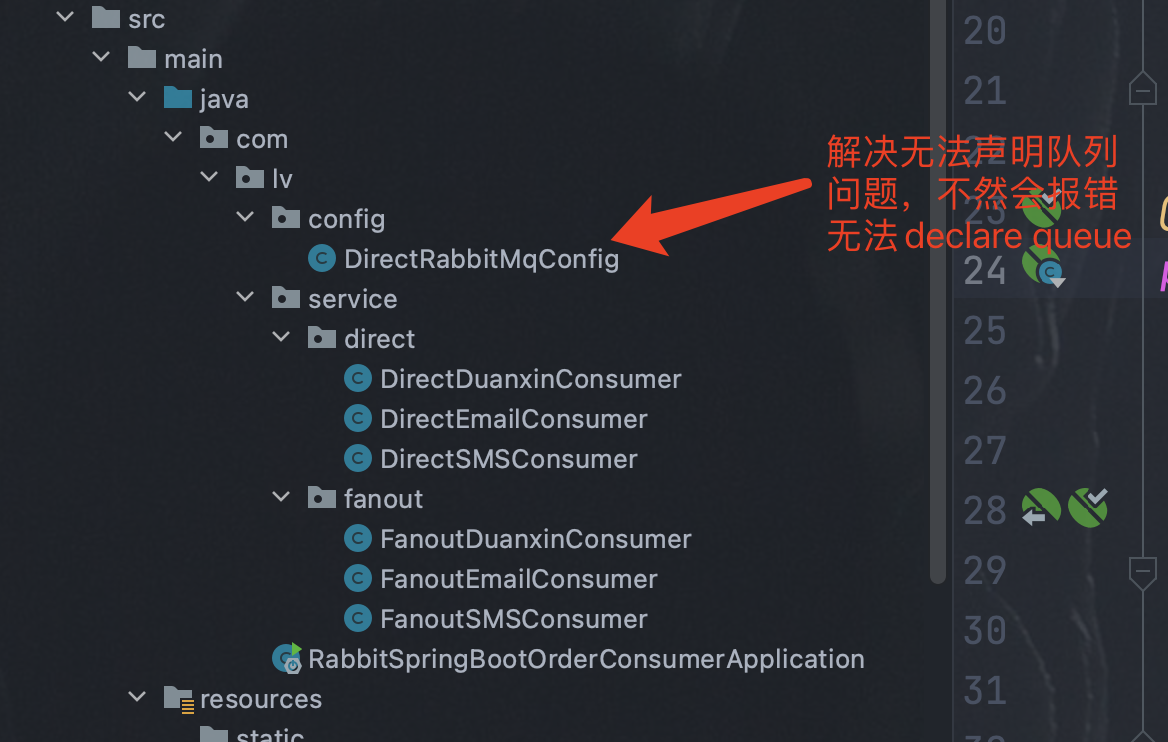 src
main
java
com
lv
config
DirectRabbitMqConfig
service
direct
DirectDuanxinConsumer
DirectEmailConsumer
DirectSMSConsumer
fanout
FanoutDuanxinConsumer
FanoutEmailConsumer
FanoutSMSConsumer
RabbitSpringBootOrderConsumerApplication
resources
static
解决无法声明队列
问题，不然会报错
无法 declare queue
20
21
22
23
24
25
26
27
28
29
30
31